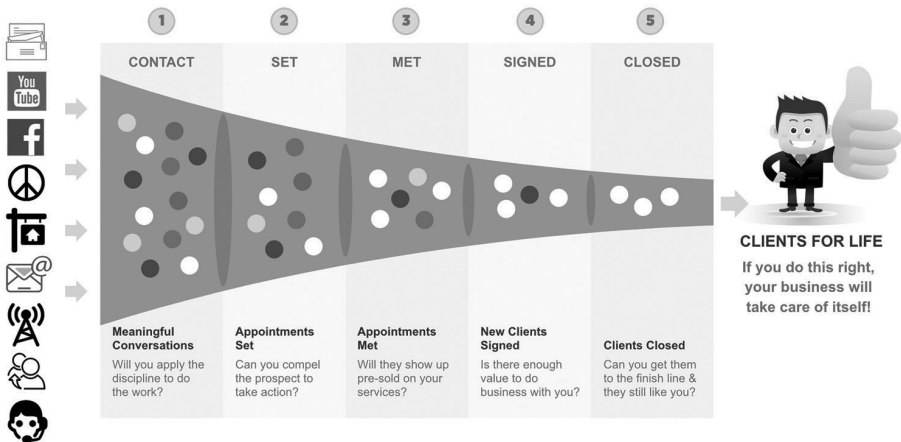 1
2
3
4
5
CONTACT
SET
MET
SIGNED
CLOSED
You
Tube
f
@
Meaningful
Conversations
Will you apply the
discipline to do
the work?
Appointments
Set
Can you compel
the prospect to
take action?
Appointments
Met
Will they show up
pre-sold on your
services?
New Clients
Signed
Is there enough
value to do
business with you?
Clients Closed
Can you get them
to the finish line &
they still like you?
CLIENTS FOR LIFE
If you do this right,
your business will
take care of itself!